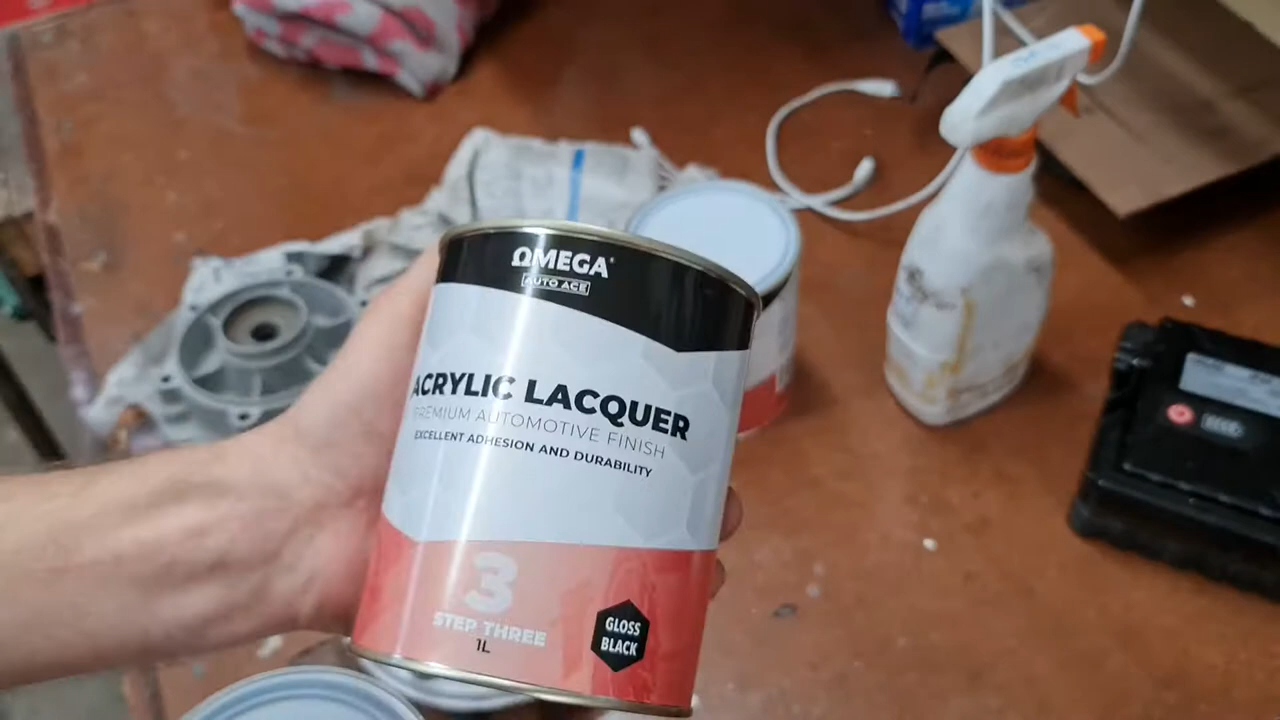 ΩMEGA
AUTO ACE
ACRYLIC LACQUER
PREMIUM AUTOMOTIVE FINISH
EXCELLENT ADHESION AND DURABILITY
3
STEP THREE
1L
GLOSS
BLACK